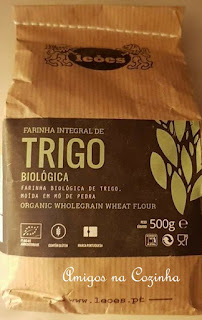 leões
FARINHA INTEGRAL DE
TRIGO
BIOLÓGICA
FARINHA BIOLÓGICA DE TRIGO,
MOÍDA EM MÓ DE PEDRA
ORGANIC WHOLEGRAIN WHEAT FLOUR
500g e
Amigos na Cozinha
www.leoes.pt